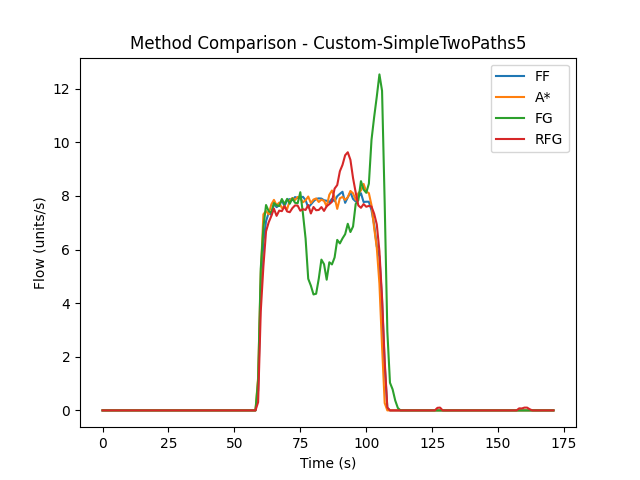 Method Comparison - Custom-SimpleTwoPaths5
FF
A*
FG
RFG
Flow (units/s)
12
10
8
6
4
2
0
0 25 50 75 100 125 150 175
Time (s)